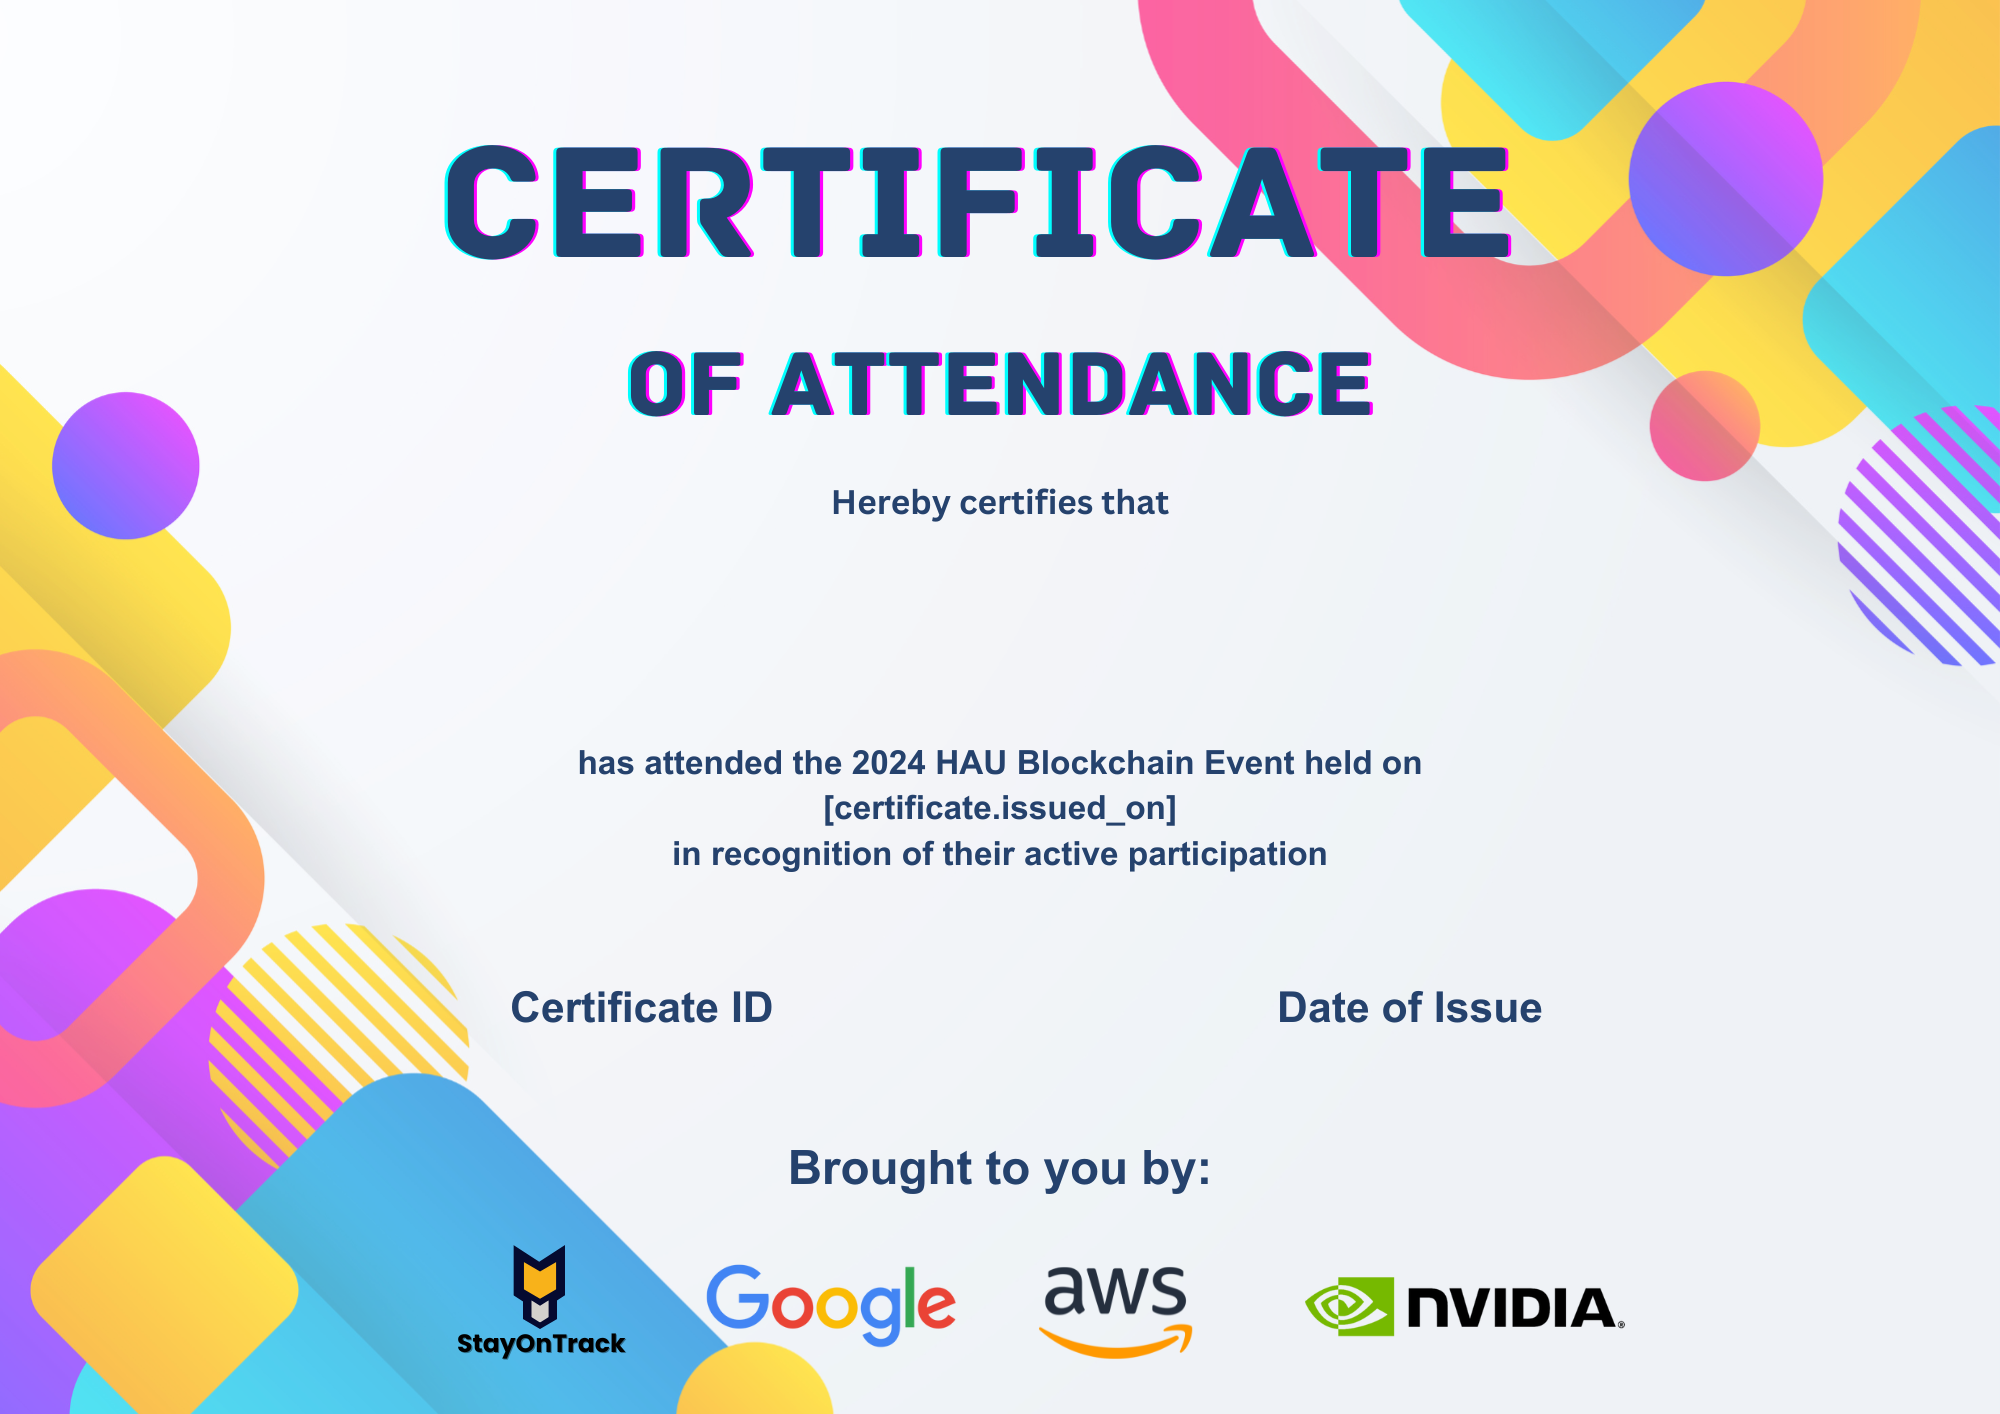 CERTIFICATE
OF ATTENDANCE
Hereby certifies that
has attended the 2024 HAU Blockchain Event held on
[certificate.issued_on]
in recognition of their active participation
Certificate ID
Date of Issue
Brought to you by:
StayOnTrack
Google
aws
NVIDIA®